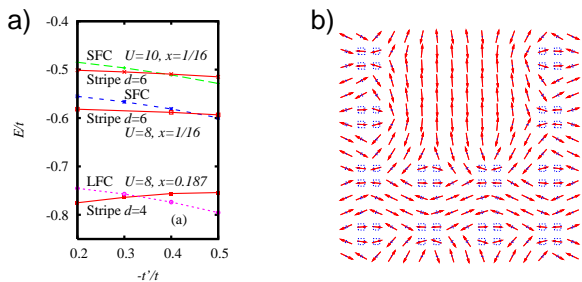 a)
b)
-0.4
SFC U=10, x=1/16
-0.5
Stripe d=6
SFC
-0.6
Stripe d=6
U=8, x=1/16
E/t
-0.7
LFC U=8, x=0.187
-0.8
Stripe d=4
(a)
0.2 0.3 0.4 0.5
-t'/t